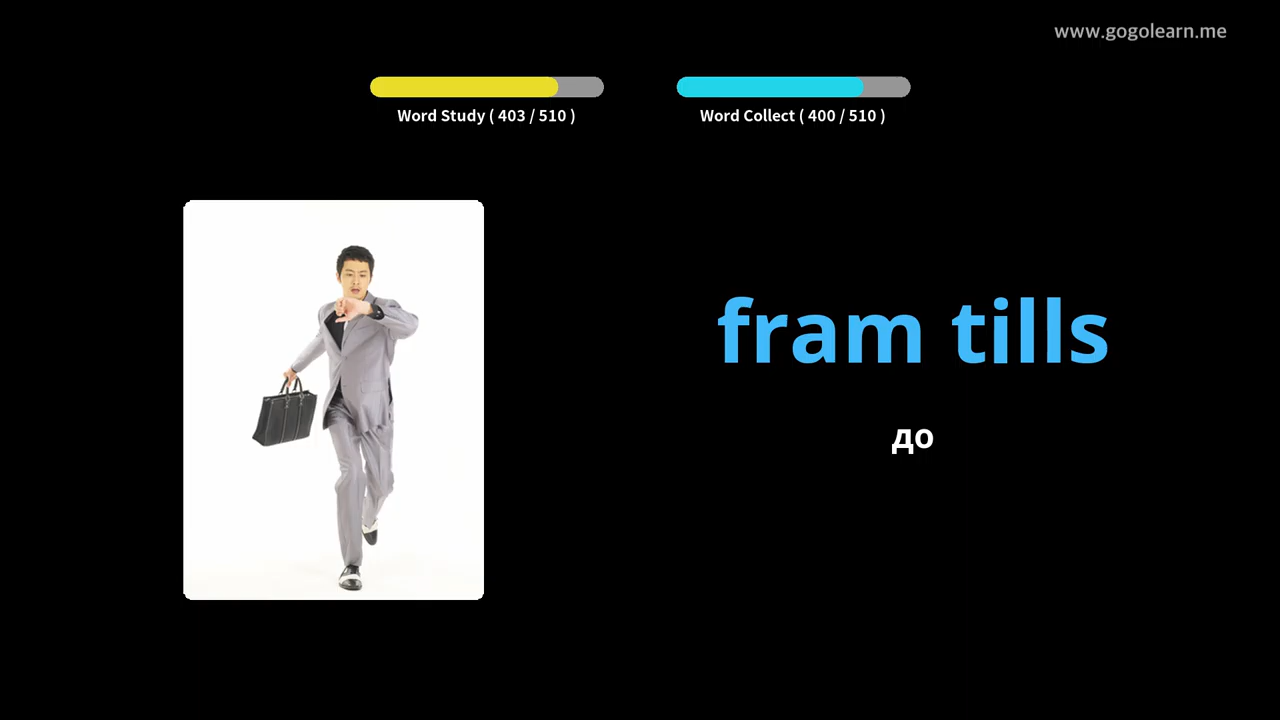 www.gogolearn.me
Word Study ( 403 / 510 )
Word Collect ( 400 / 510 )
fram tills
до